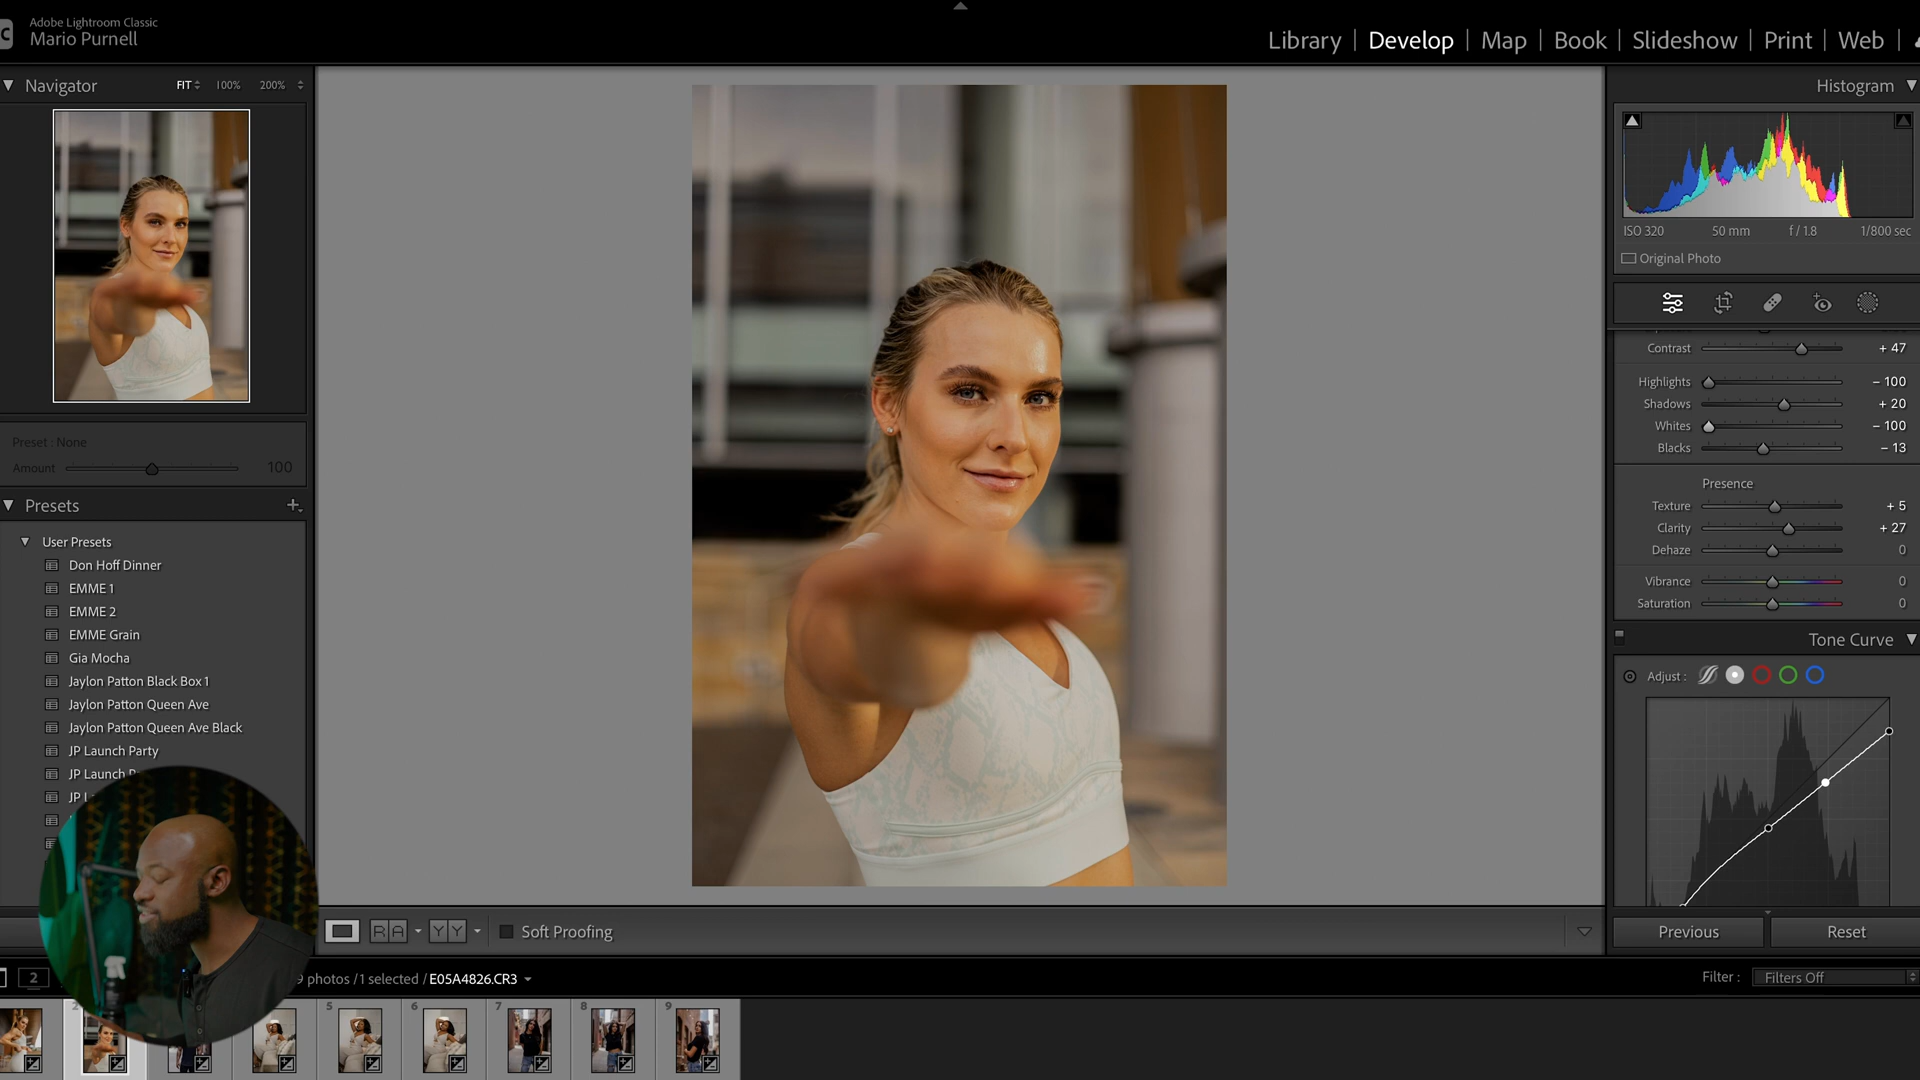 C
Adobe Lightroom Classic
Mario Purnell
Library | Develop | Map | Book | Slideshow | Print | Web |
Navigator
FIT 100% 200%
Preset : None
Amount 100
Presets
User Presets
Don Hoff Dinner
EMME 1
EMME 2
EMME Grain
Gia Mocha
Jaylon Patton Black Box 1
Jaylon Patton Queen Ave
Jaylon Patton Queen Ave Black
JP Launch Party
JP Launch
JP
Histogram
ISO 320 50 mm f / 1.8 1/800 sec
Original Photo
Contrast + 47
Highlights – 100
Shadows + 20
Whites – 100
Blacks – 13
Presence
Texture + 5
Clarity + 27
Dehaze 0
Vibrance 0
Saturation 0
Tone Curve
Adjust :
Previous Reset
R A Y Y Soft Proofing
2 9 photos / 1 selected / E05A4826.CR3
Filter : Filters Off
2 5 6 7 8 9